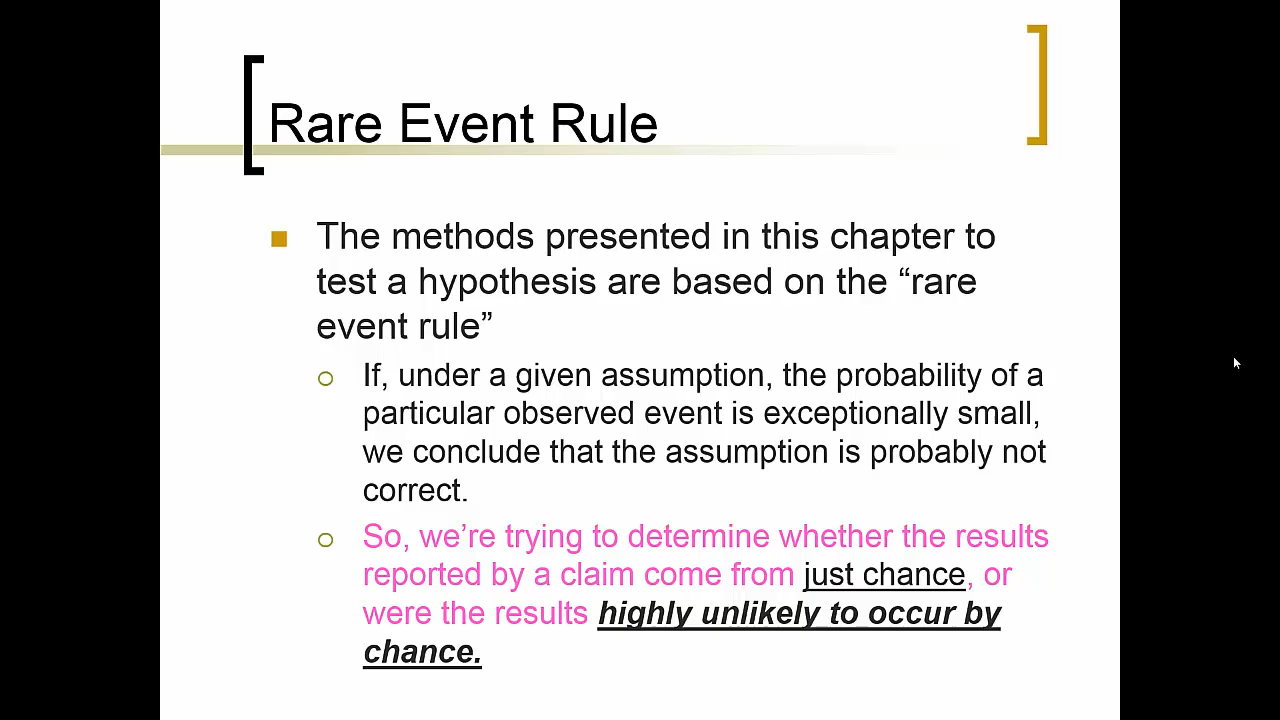 Rare Event Rule
The methods presented in this chapter to
test a hypothesis are based on the “rare
event rule”
If, under a given assumption, the probability of a
particular observed event is exceptionally small,
we conclude that the assumption is probably not
correct.
So, we’re trying to determine whether the results
reported by a claim come from just chance, or
were the results highly unlikely to occur by
chance.